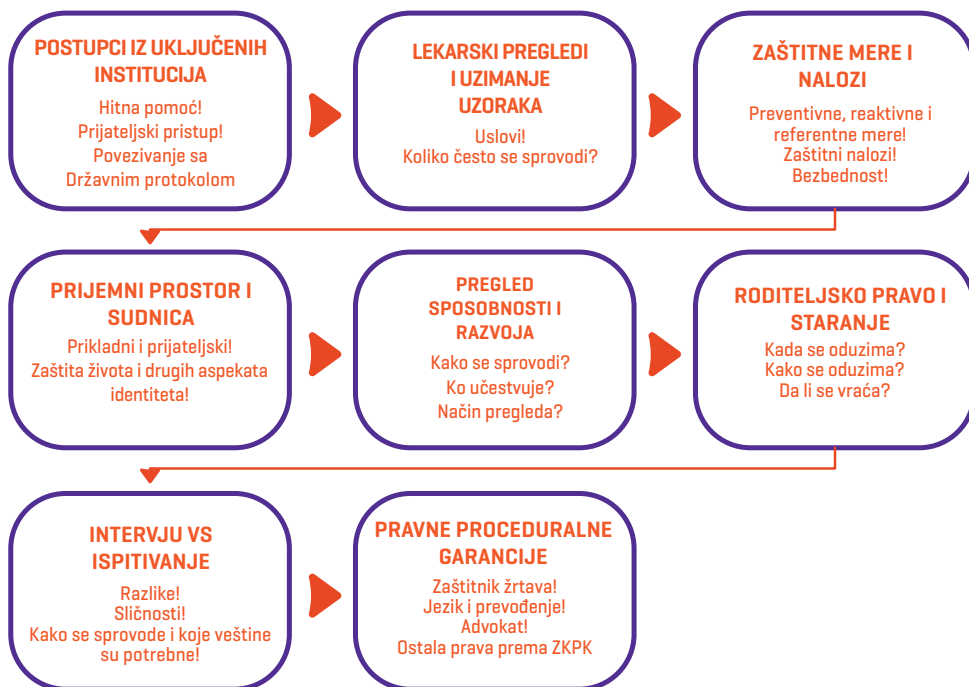 POSTUPCI IZ UKLJUČENIH
INSTITUCIJA
Hitna pomoć!
Prijateljski pristup!
Povezivanje sa
Državnim protokolom
LEKARSKI PREGLEDI
I UZIMANJE
UZORAKA
Uslovi!
Koliko često se sprovodi?
ZAŠTITNE MERE I
NALOZI
Preventivne, reaktivne i
referentne mere!
Zaštitni nalozi!
Bezbednost!
PRIJEMNI PROSTOR I
SUDNICA
Prikladni i prijateljski!
Zaštita života i drugih aspekata
identiteta!
PREGLED
SPOSOBNOSTI I
RAZVOJA
Kako se sprovodi?
Ko učestvuje?
Način pregleda?
RODITELJSKO PRAVO I
STARANJE
Kada se oduzima?
Kako se oduzima?
Da li se vraća?
INTERVJU VS
ISPITIVANJE
Razlike!
Sličnosti!
Kako se sprovode i koje veštine
su potrebne!
PRAVNE PROCEDURALNE
GARANCIJE
Zaštitnik žrtava!
Jezik i prevođenje!
Advokat!
Ostala prava prema ZKPK